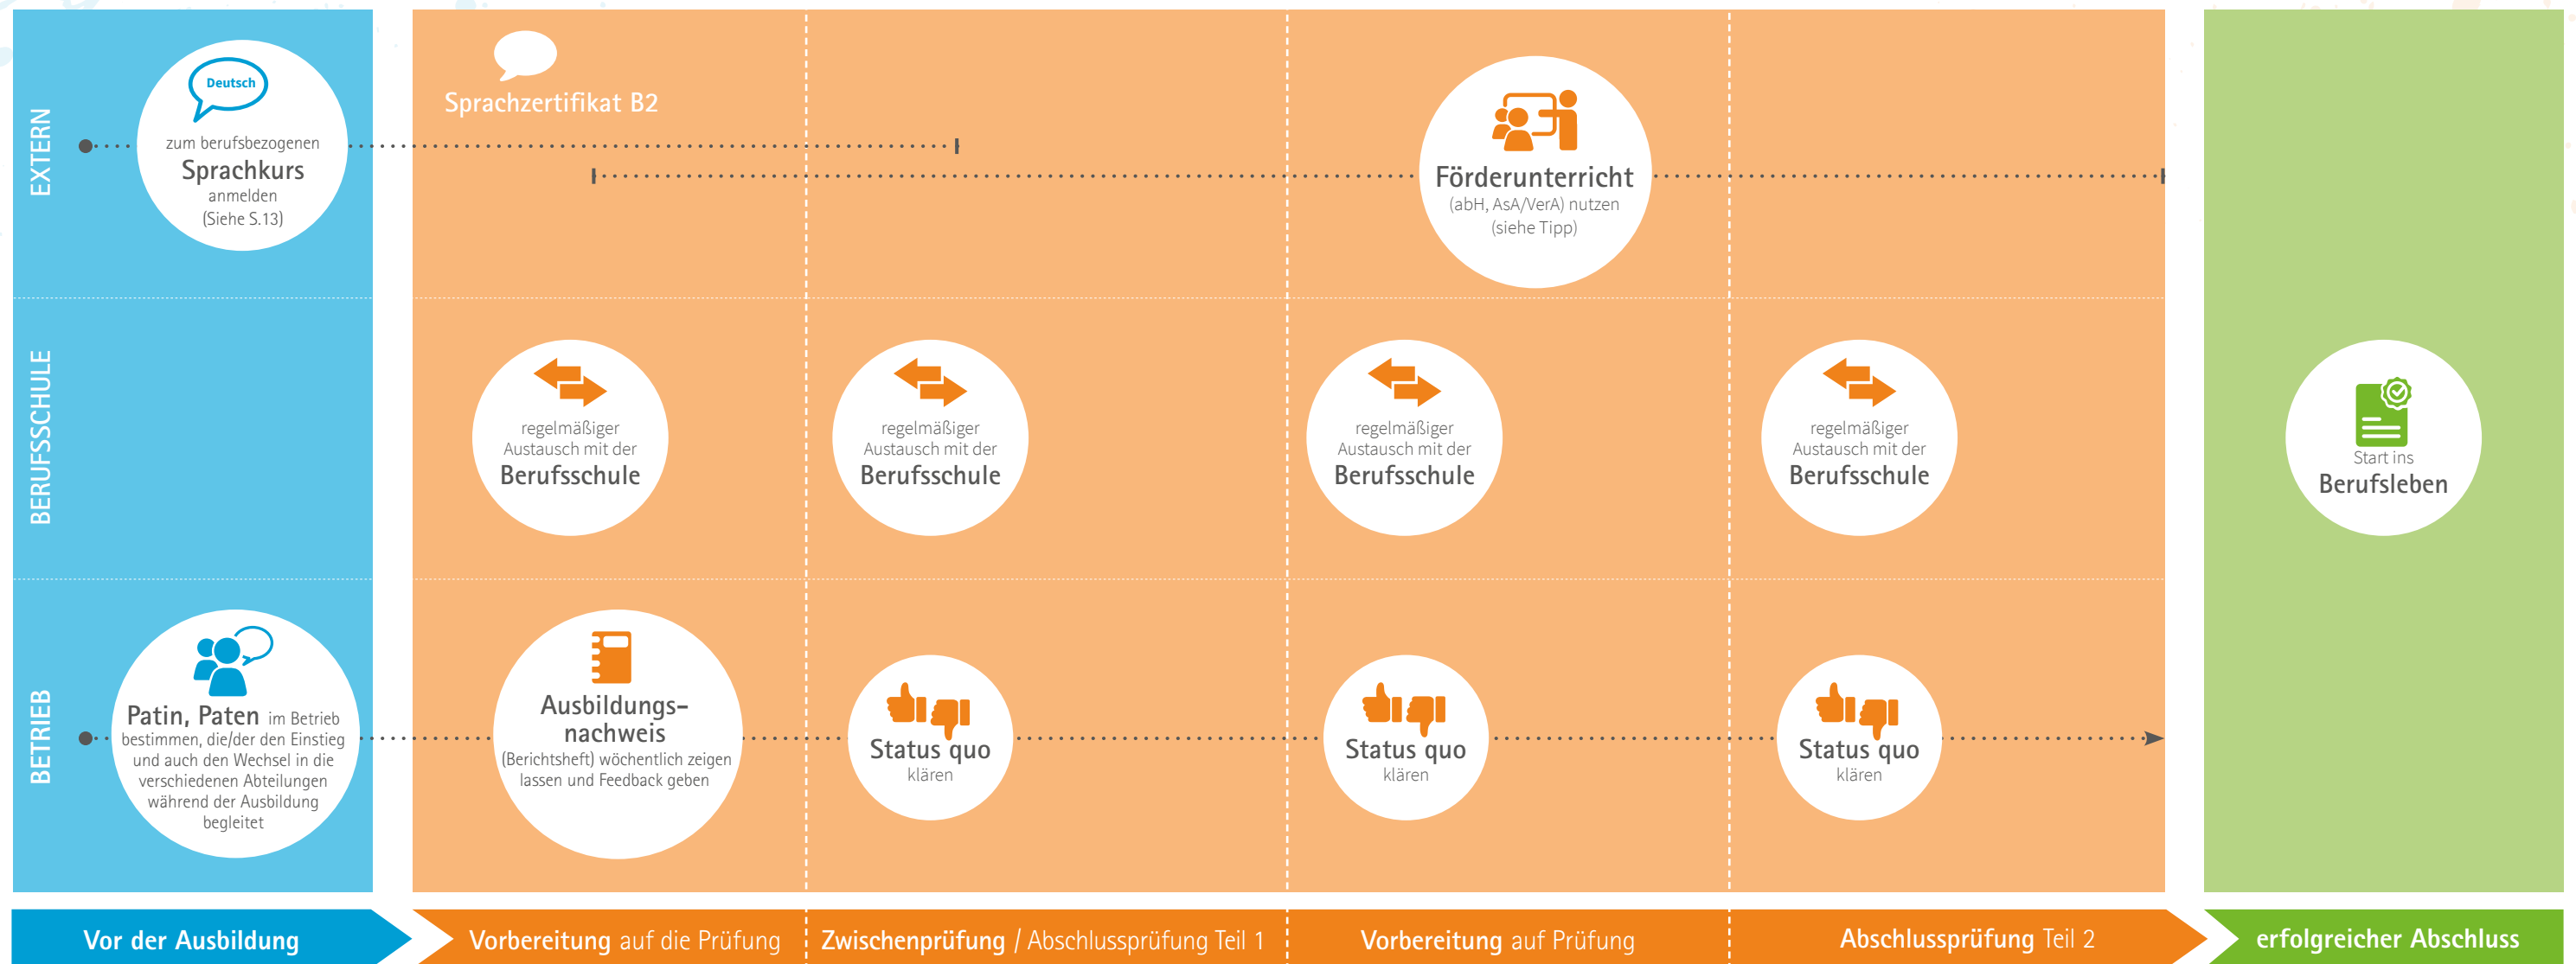 EXTERN
Deutsch
zum berufsbezogenen
Sprachkurs
anmelden
(Siehe S.13)
Sprachzertifikat B2
Förderunterricht
(abH, AsA/VerA) nutzen
(siehe Tipp)
BERUFSSCHULE
regelmäßiger
Austausch mit der
Berufsschule
regelmäßiger
Austausch mit der
Berufsschule
regelmäßiger
Austausch mit der
Berufsschule
regelmäßiger
Austausch mit der
Berufsschule
Start ins
Berufsleben
BETRIEB
Patin, Paten im Betrieb
bestimmen, die/der den Einstieg
und auch den Wechsel in die
verschiedenen Abteilungen
während der Ausbildung
begleitet
Ausbildungs-
nachweis
(Berichtsheft) wöchentlich zeigen
lassen und Feedback geben
Status quo
klären
Status quo
klären
Status quo
klären
Vor der Ausbildung
Vorbereitung auf die Prüfung
Zwischenprüfung / Abschlussprüfung Teil 1
Vorbereitung auf Prüfung
Abschlussprüfung Teil 2
erfolgreicher Abschluss